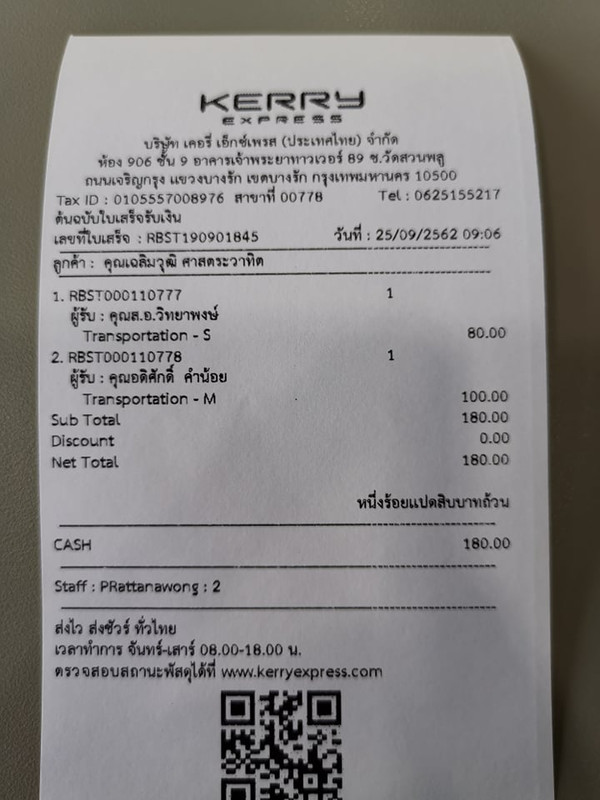 KERRY
EXPRESS
บริษัท เคอรี่ เอ็กซ์เพรส (ประเทศไทย) จำกัด
ห้อง 906 ชั้น 9 อาคารเจ้าพระยาทาวเวอร์ 89 ซ.วัดสวนพลู
ถนนเจริญกรุง แขวงบางรัก เขตบางรัก กรุงเทพมหานคร 10500
Tax ID : 0105557008976 สาขาที่ 00778 Tel : 0625155217
ต้นฉบับใบเสร็จรับเงิน
เลขที่ใบเสร็จ : RBST190901845 วันที่ : 25/09/2562 09:06
ลูกค้า : คุณเฉลิมวุฒิ ศาสตระวาทิต
1. RBST000110777 1
ผู้รับ : คุณส.อ.วิทยาพงษ์
Transportation - S 80.00
2. RBST000110778 1
ผู้รับ : คุณอดิศักดิ์ คำน้อย
Transportation - M 100.00
Sub Total 180.00
Discount 0.00
Net Total 180.00
หนึ่งร้อยแปดสิบบาทถ้วน
CASH 180.00
Staff : PRattanawong : 2
ส่งไว ส่งชัวร์ ทั่วไทย
เวลาทำการ จันทร์-เสาร์ 08.00-18.00 น.
ตรวจสอบสถานะพัสดุได้ที่ www.kerryexpress.com